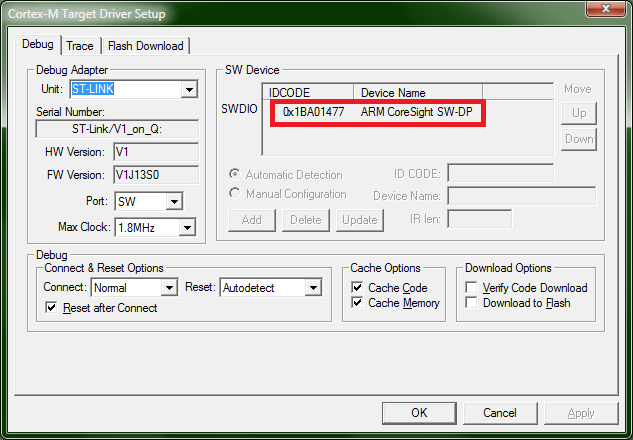 Cortex-M Target Driver Setup
Debug Trace Flash Download
Debug Adapter
Unit: ST-LINK
Serial Number:
ST-Link/V1_on_Q:
HW Version: V1
FW Version: V1J13S0
Port: SW
Max Clock: 1.8MHz
SW Device
IDCODE Device Name
SWDIO 0x1BA01477 ARM CoreSight SW-DP
Move
Up
Down
Automatic Detection
Manual Configuration
ID CODE:
Device Name:
Add Delete Update IR len:
Debug
Connect & Reset Options
Connect: Normal Reset: Autodetect
Reset after Connect
Cache Options
Cache Code
Cache Memory
Download Options
Verify Code Download
Download to Flash
OK Cancel Apply